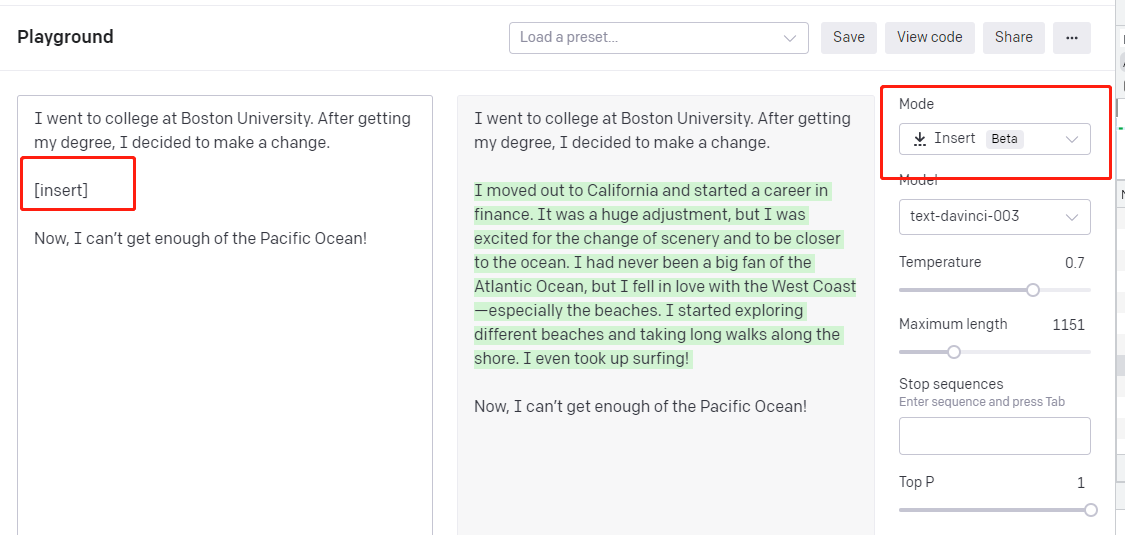 Playground
Load a preset...
Save
View code
Share
...
I went to college at Boston University. After getting
my degree, I decided to make a change.
[insert]
Now, I can’t get enough of the Pacific Ocean!
I went to college at Boston University. After getting
my degree, I decided to make a change.
I moved out to California and started a career in
finance. It was a huge adjustment, but I was
excited for the change of scenery and to be closer
to the ocean. I had never been a big fan of the
Atlantic Ocean, but I fell in love with the West Coast
—especially the beaches. I started exploring
different beaches and taking long walks along the
shore. I even took up surfing!
Now, I can’t get enough of the Pacific Ocean!
Mode
Insert Beta
Model
text-davinci-003
Temperature 0.7
Maximum length 1151
Stop sequences
Enter sequence and press Tab
Top P 1